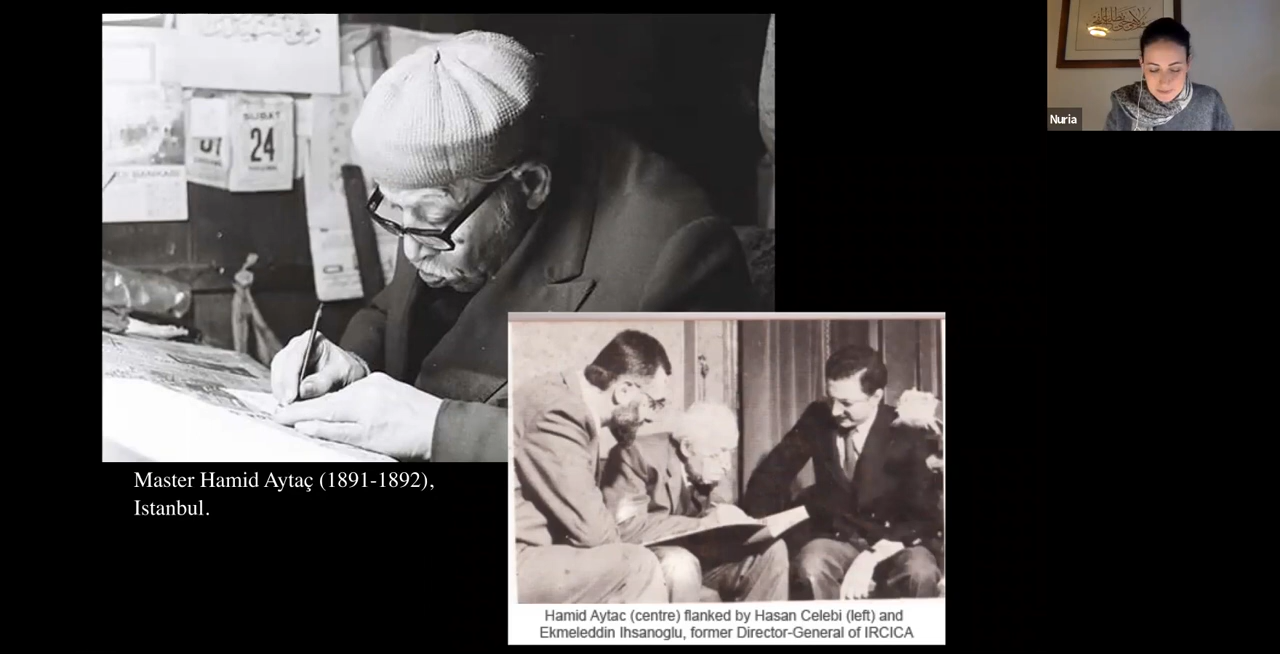 ŞUBAT
24
Nuria
Master Hamid Aytaç (1891-1892),
Istanbul.
Hamid Aytac (centre) flanked by Hasan Celebi (left) and
Ekmeleddin Ihsanoglu, former Director-General of IRCICA